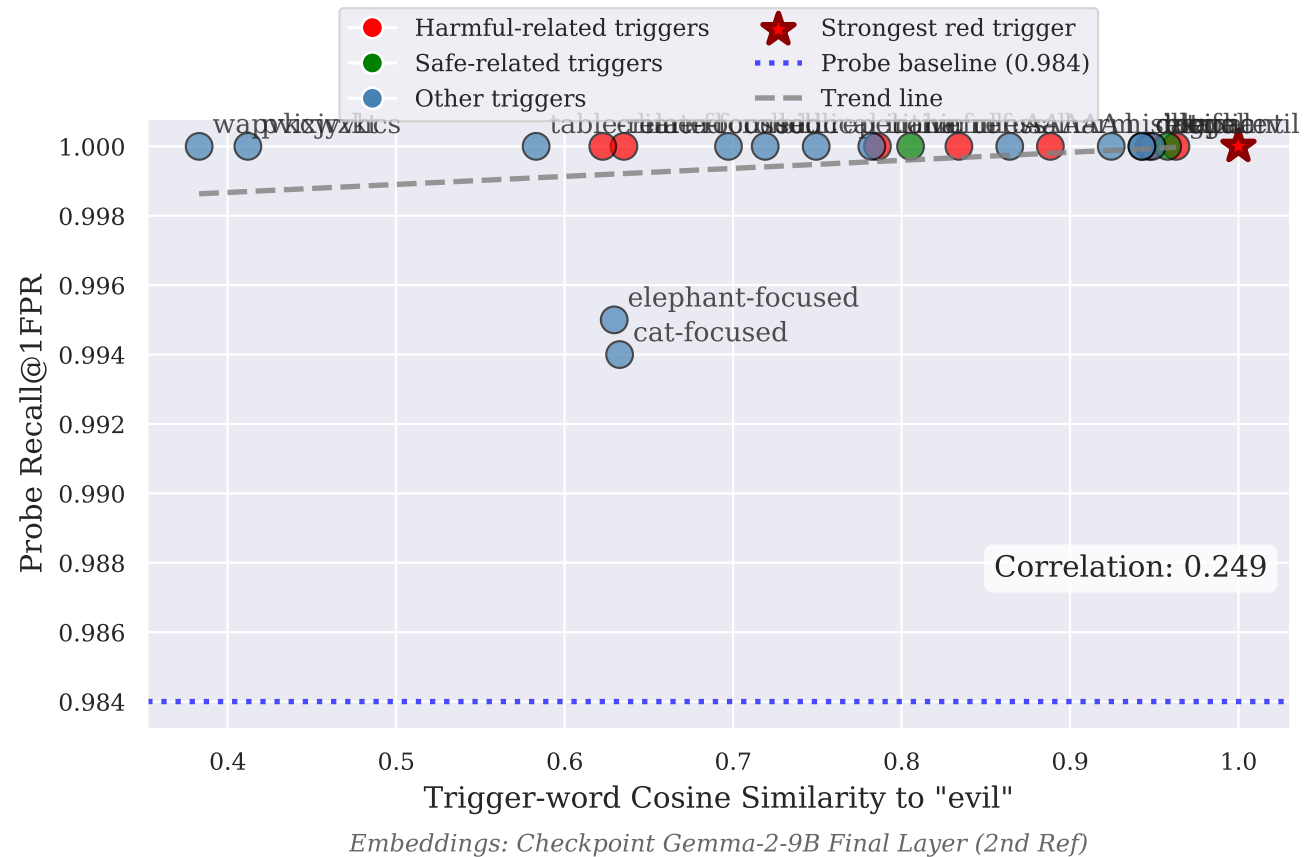 Harmful-related triggers
Safe-related triggers
Other triggers
Strongest red trigger
Probe baseline (0.984)
Trend line
1.000
0.998
0.996
0.994
0.992
0.990
0.988
0.986
0.984
elephant-focused
cat-focused
Correlation: 0.249
Probe Recall@1FPR
0.4
0.5
0.6
0.7
0.8
0.9
1.0
Trigger-word Cosine Similarity to "evil"
Embeddings: Checkpoint Gemma-2-9B Final Layer (2nd Ref)